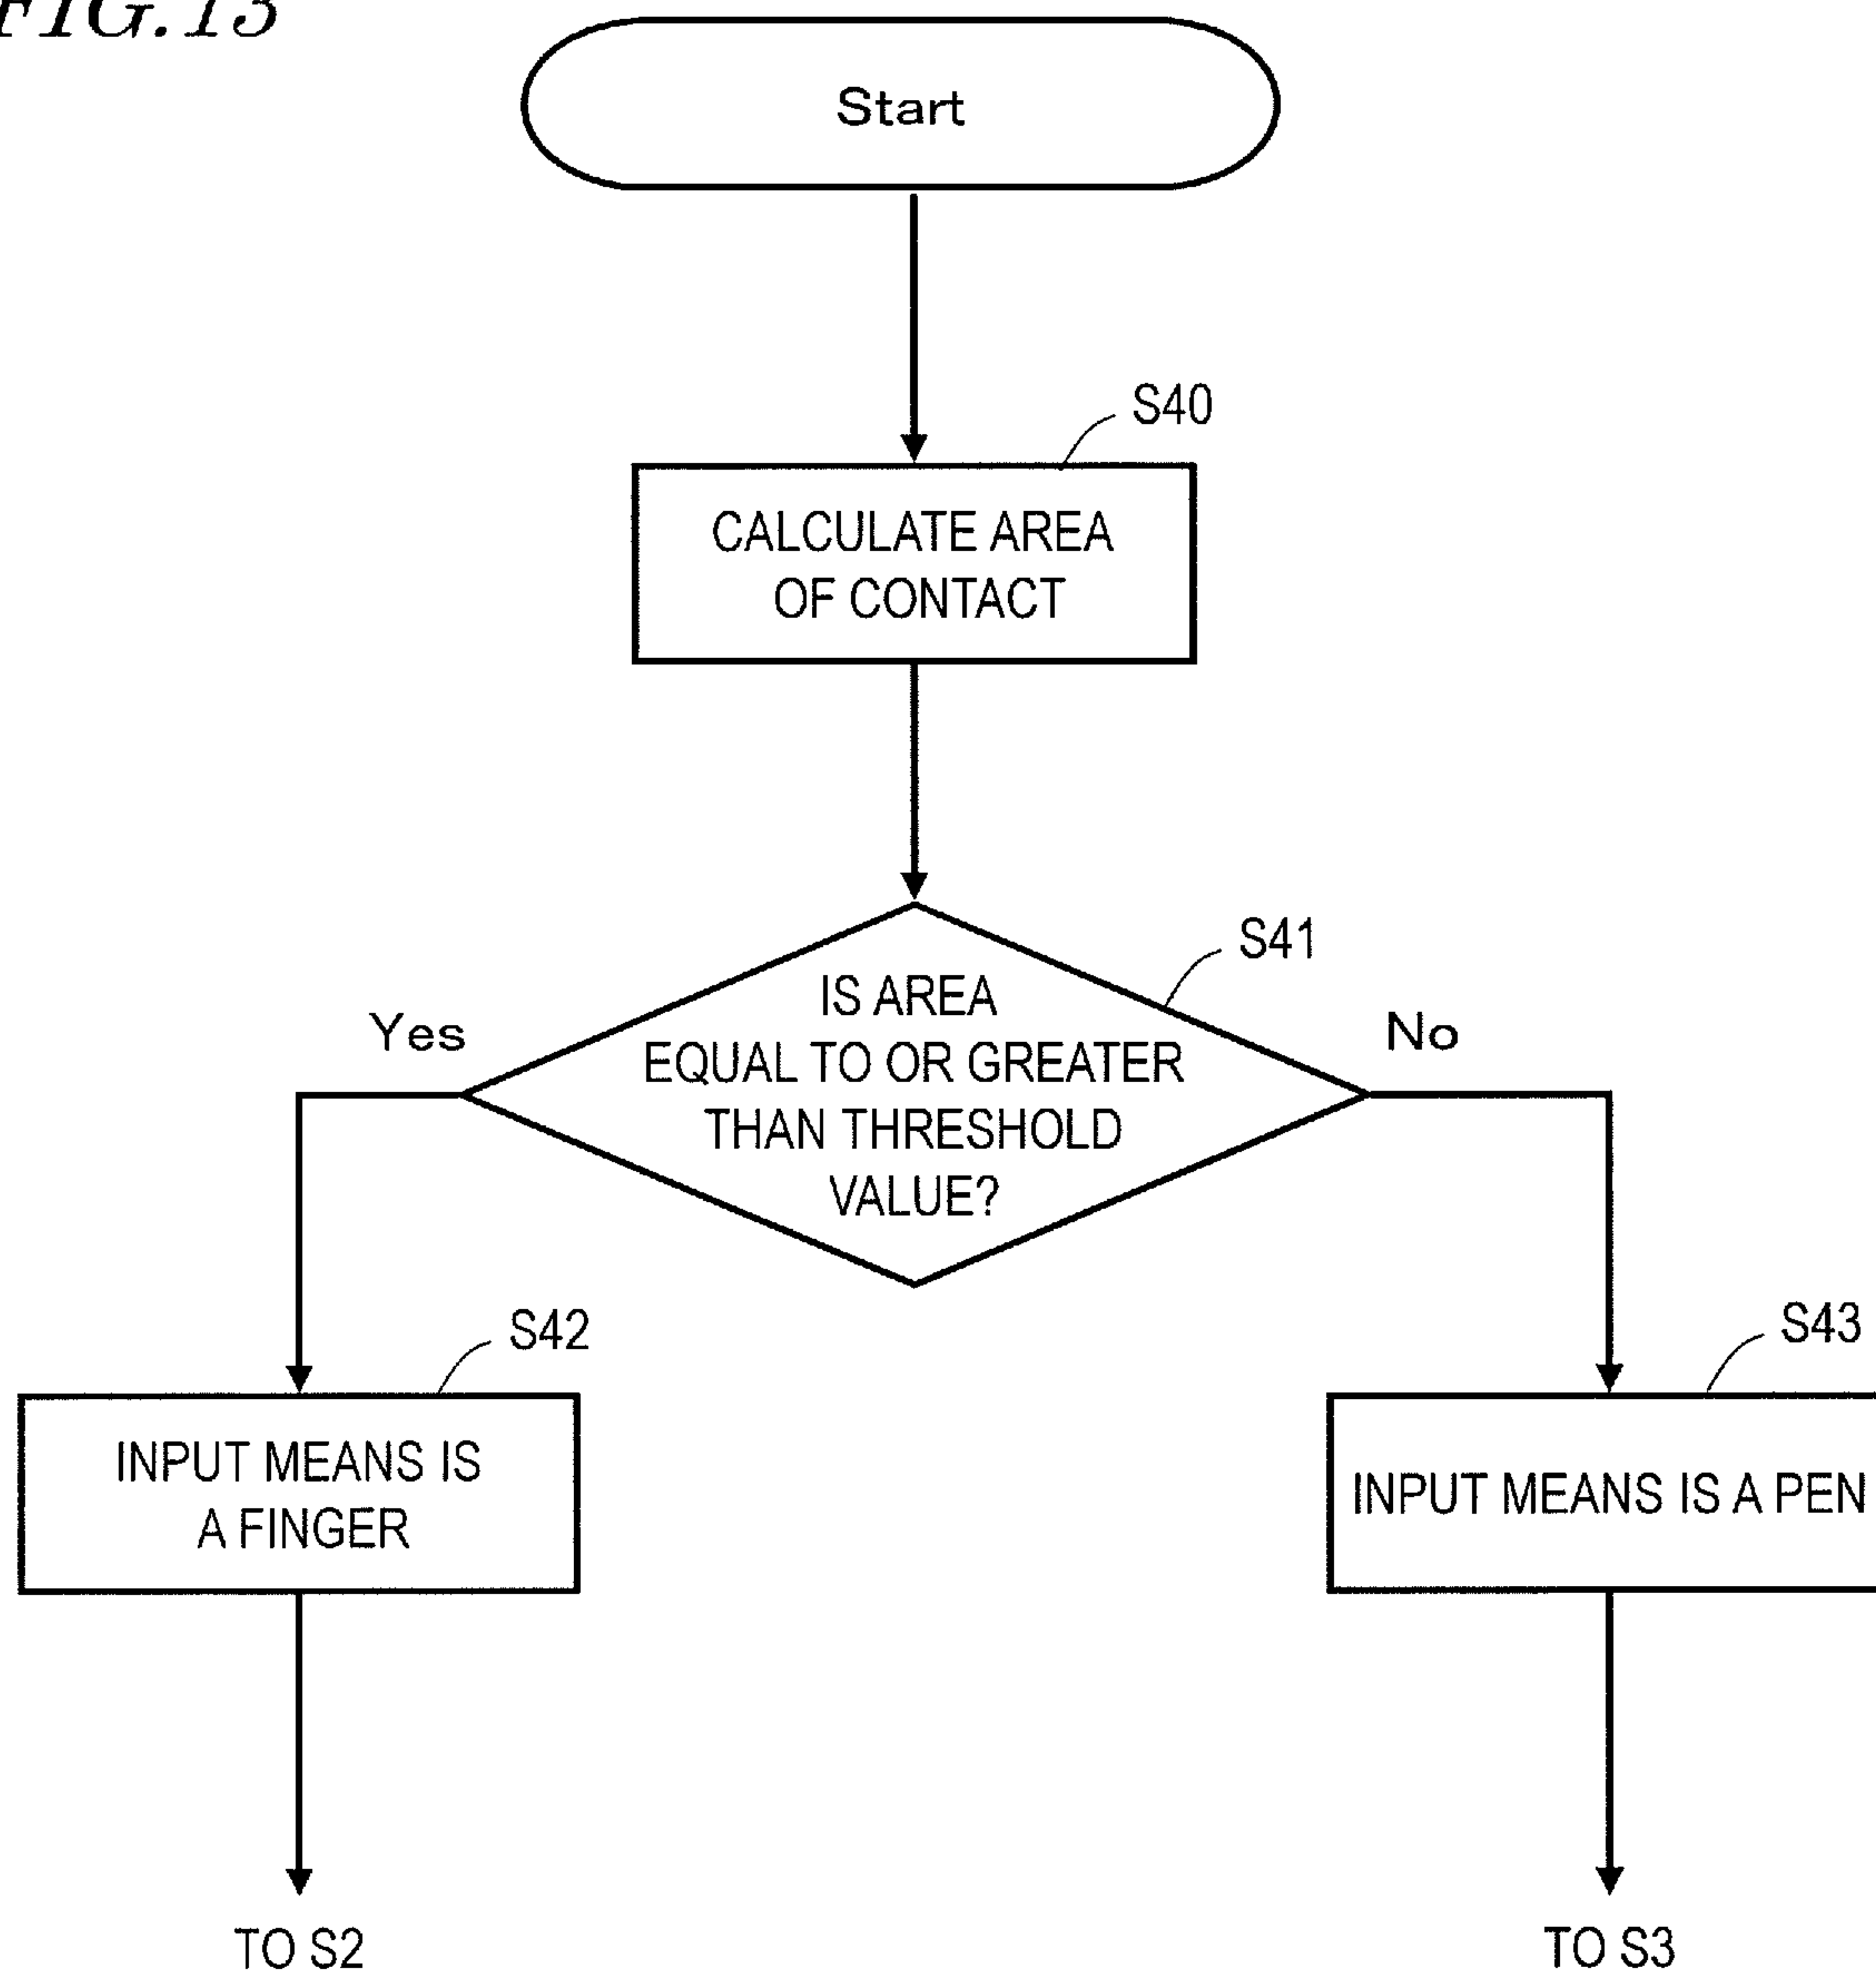 FIG.13
Start
S40
CALCULATE AREA
OF CONTACT
S41
IS AREA
EQUAL TO OR GREATER
THAN THRESHOLD
VALUE?
Yes
No
S42
S43
INPUT MEANS IS
A FINGER
INPUT MEANS IS A PEN
TO S2
TO S3